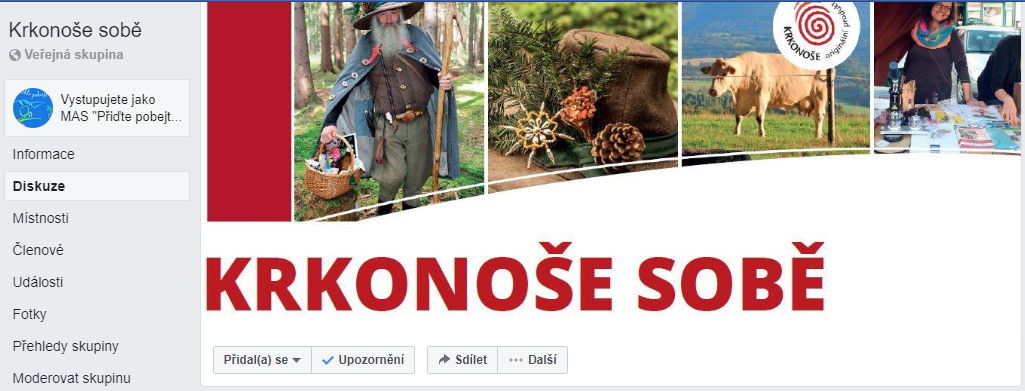 Krkonoše sobě
Veřejná skupina
Vystupujete jako
MAS "Přiďte pobejt...
Informace
Diskuze
Místnosti
Členové
Události
Fotky
Přehledy skupiny
Moderovat skupinu
KRKONOŠE originální produkt
KRKONOŠE SOBĚ
Přidal(a) se
Upozornění
Sdílet
Další